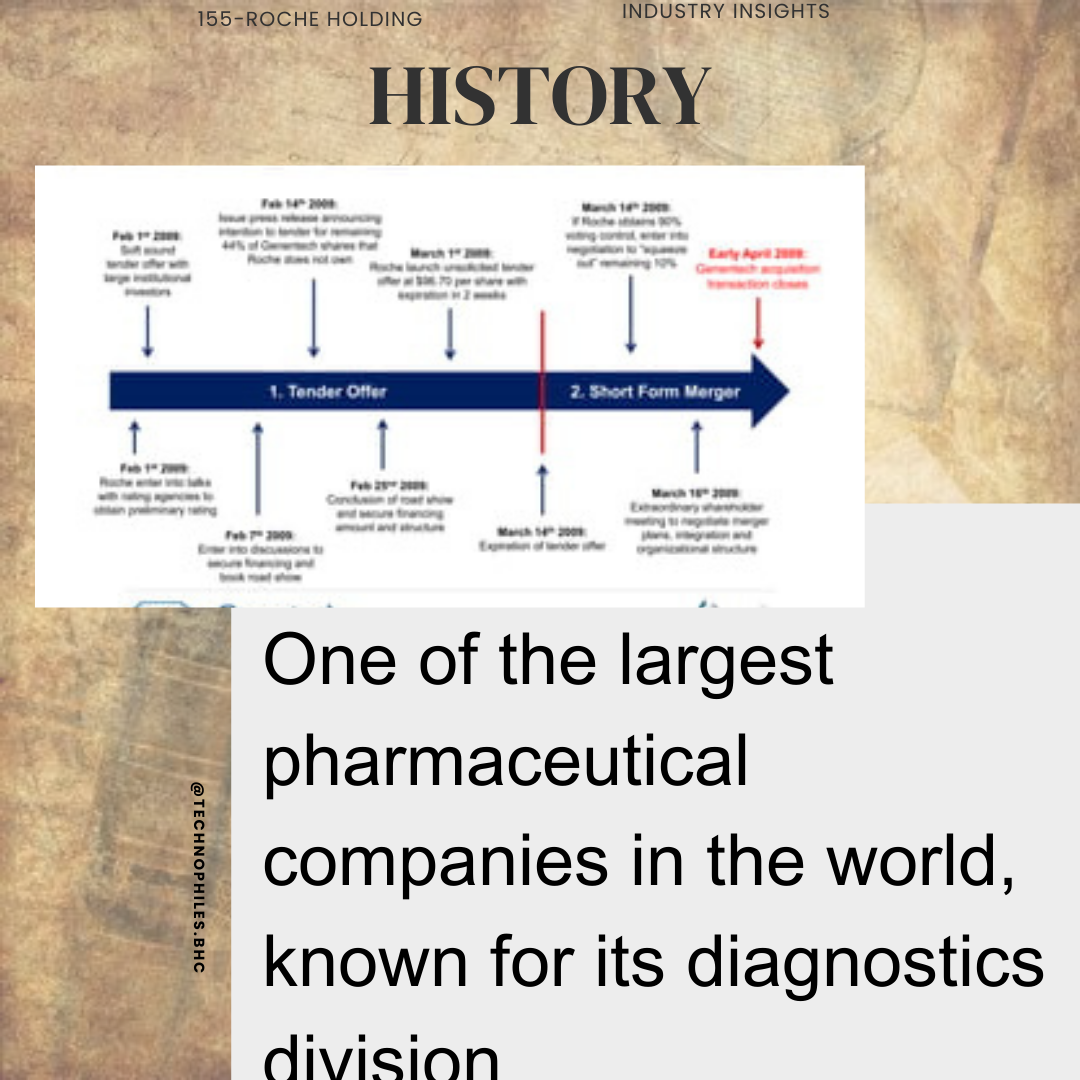 155-ROCHE HOLDING
INDUSTRY INSIGHTS
HISTORY
Feb 1st 2009:
Soft sound
tender offer with
large institutional
investors
Feb 14th 2009:
Issue press release announcing
intention to tender for remaining
44% of Genentech shares that
Roche does not own
March 1st 2009:
Roche launch unsolicited tender
offer at $96.70 per share with
expiration in 2 weeks
March 14th 2009:
If Roche obtains 90%
voting control, enter into
negotiation to "squeeze
out" remaining 10%
Early April 2009:
Genentech acquisition
transaction closes
1. Tender Offer
2. Short Form Merger
Feb 1st 2009:
Roche enter into talks
with rating agencies to
obtain preliminary rating
Feb 7th 2009:
Enter into discussions to
secure financing and
book road show
Feb 25th 2009:
Conclusion of road show
and secure financing
amount and structure
March 14th 2009:
Expiration of tender offer
March 16th 2009:
Extraordinary shareholder
meeting to negotiate merger
plans, integration and
organizational structure
One of the largest
pharmaceutical
companies in the world,
known for its diagnostics
division
@TECHNOPHILES.BHC